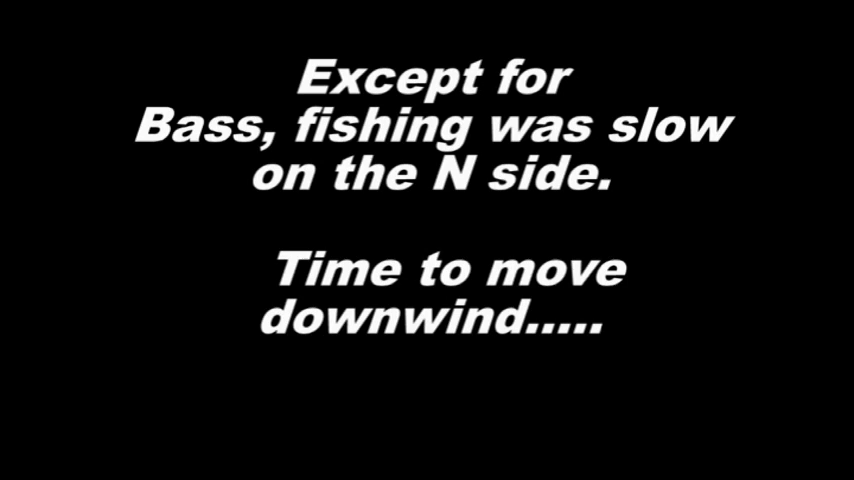 Except for
Bass, fishing was slow
on the N side.
Time to move
downwind.....